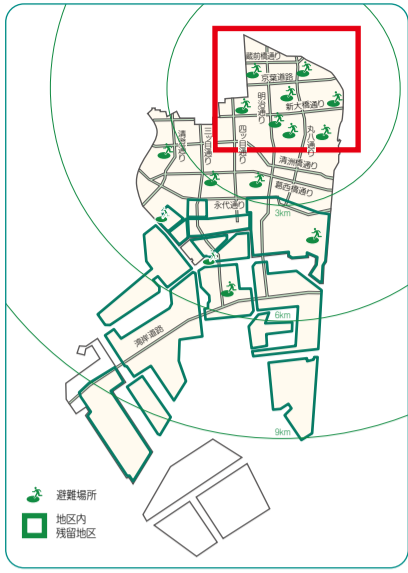 蔵前橋通り
京葉道路
明治通り
新大橋通り
丸八通り
清澄通り
三ツ目通り
四ツ目通り
清洲橋通り
葛西橋通り
永代通り
3km
湾岸道路
6km
9km
避難場所
地区内
残留地区